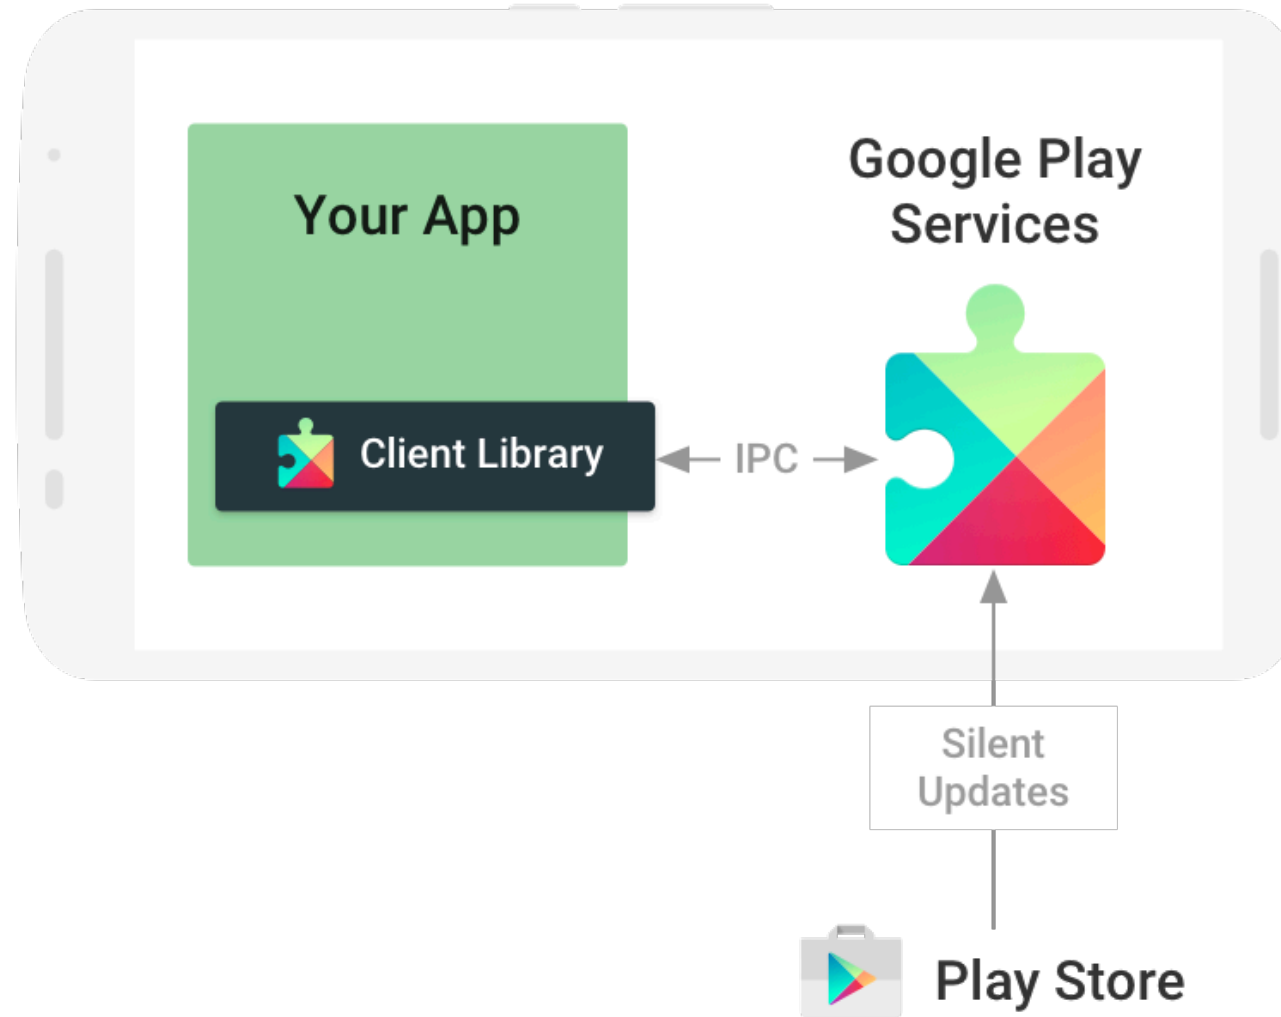 Your App
Google Play
Services
Client Library
IPC
Silent
Updates
Play Store